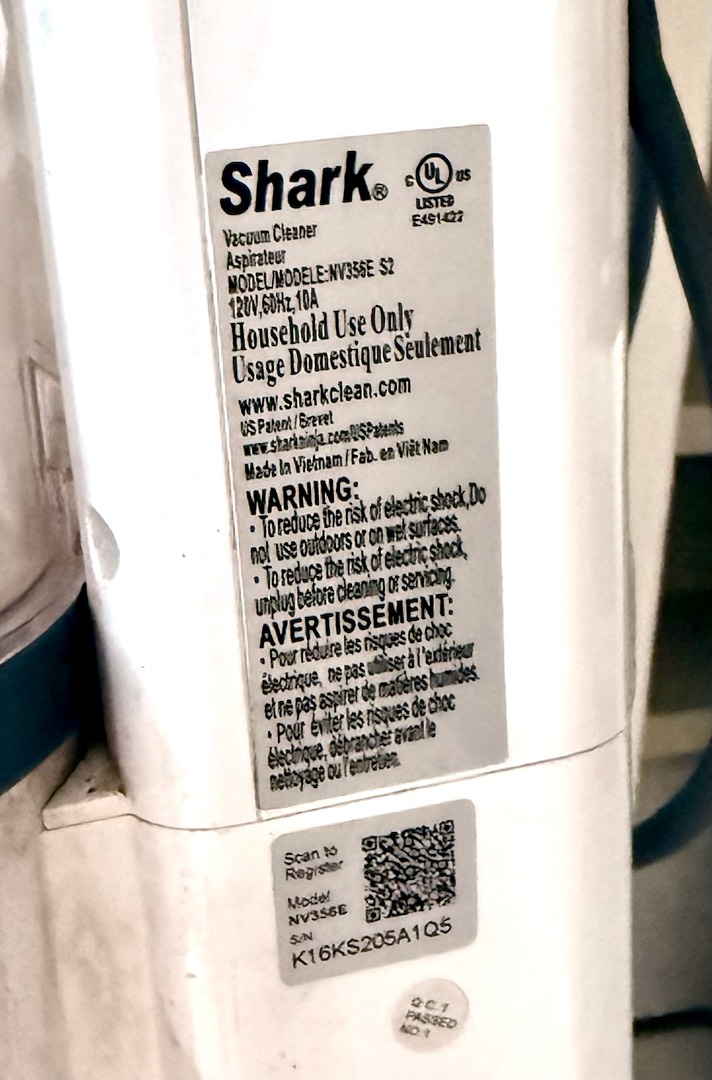 Shark®
C UL US
LISTED
E491422
Vacuum Cleaner
Aspirateur
MODEL/MODELE:NV356E S2
120V,60Hz,10A
Household Use Only
Usage Domestique Seulement
www.sharkclean.com
US Patent/Brevet
www.sharkninja.com/USPatents
Made In Vietnam/Fab. en Viêt Nam
WARNING:
• To reduce the risk of electric shock,Do
not use outdoors or on wet surfaces.
• To reduce the risk of electric shock,
unplug before cleaning or servicing.
AVERTISSEMENT:
• Pour réduire les risques de choc
électrique, ne pas utiliser à l'extérieur
et ne pas aspirer de matières humides.
• Pour éviter les risques de choc
électrique, débrancher avant le
nettoyage ou l'entretien.
Scan to
Register
Model
NV356E
S/N
K16KS205A1Q5
Q.C.1
PASSED
NO.1